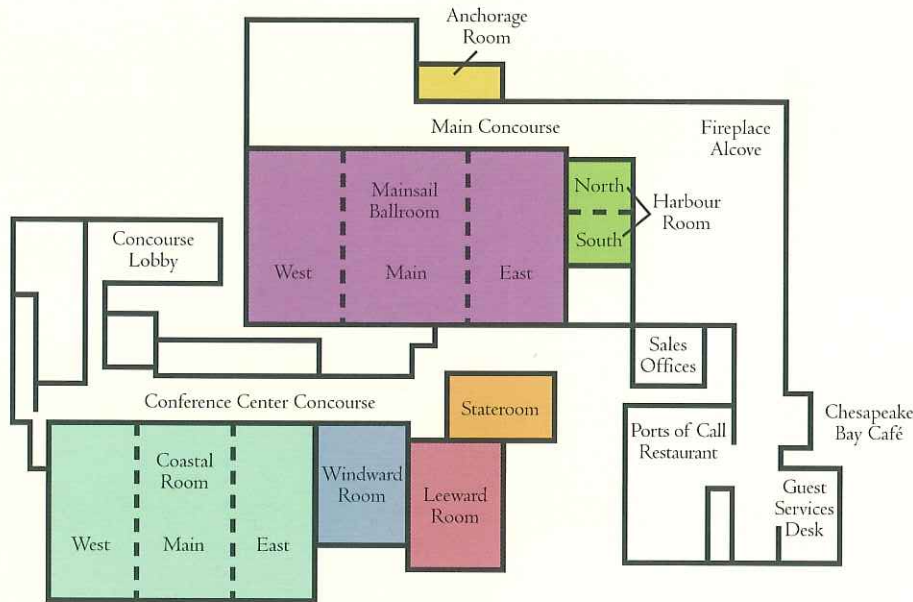 Anchorage
Room
Main Concourse
Fireplace
Alcove
Mainsail
Ballroom
West
Main
East
North
South
Harbour
Room
Concourse
Lobby
Sales
Offices
Conference Center Concourse
Stateroom
Chesapeake
Bay Café
Ports of Call
Restaurant
Guest
Services
Desk
Coastal
Room
West
Main
East
Windward
Room
Leeward
Room